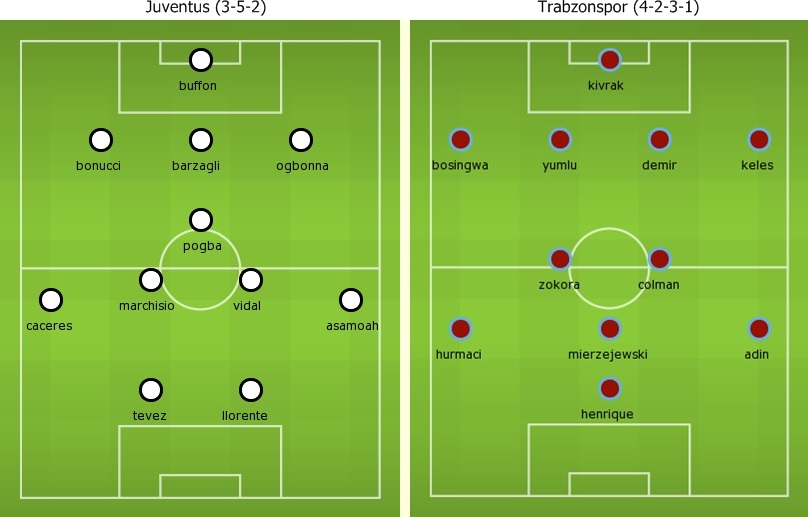 Juventus (3-5-2)
buffon
bonucci barzagli ogbonna
pogba
marchisio vidal
caceres asamoah
tevez llorente
Trabzonspor (4-2-3-1)
kivrak
bosingwa yumlu demir keles
zokora colman
hurmaci mierzejewski adin
henrique